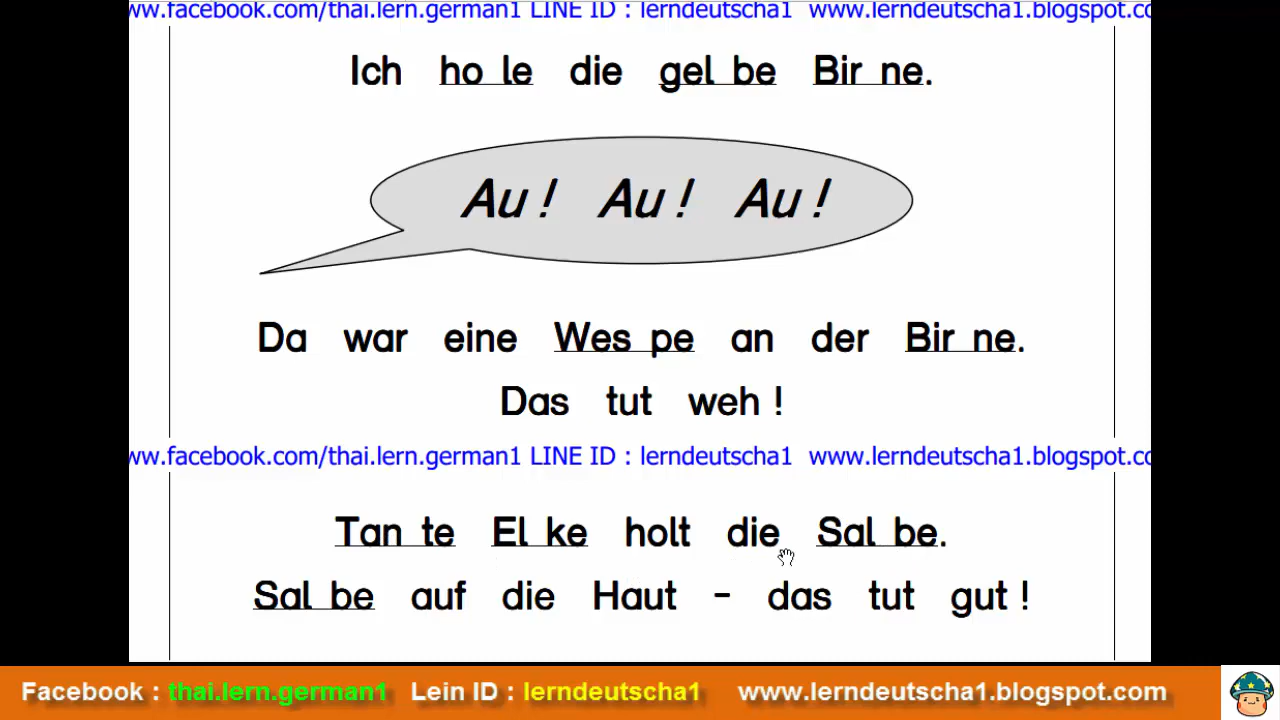 ww.facebook.com/thai.lern.german1 LINE ID : lerndeutscha1 www.lerndeutscha1.blogspot.co
Ich ho le die gel be Bir ne.
Au ! Au ! Au !
Da war eine Wes pe an der Bir ne.
Das tut weh !
ww.facebook.com/thai.lern.german1 LINE ID : lerndeutscha1 www.lerndeutscha1.blogspot.co
Tan te El ke holt die Sal be.
Sal be auf die Haut - das tut gut !
Facebook : thai.lern.german1 Lein ID : lerndeutscha1 www.lerndeutscha1.blogspot.com